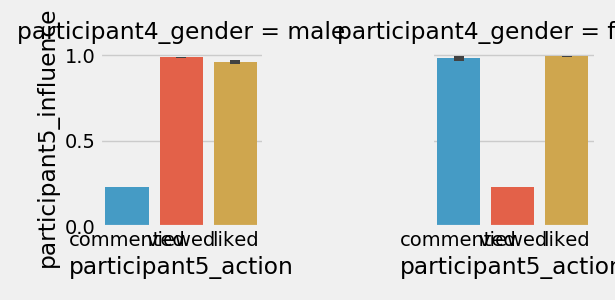 participant4_gender = male
participant4_gender = f
participant5_influence
1.0
0.5
0.0
commented viewed liked
commented viewed liked
participant5_action
participant5_action